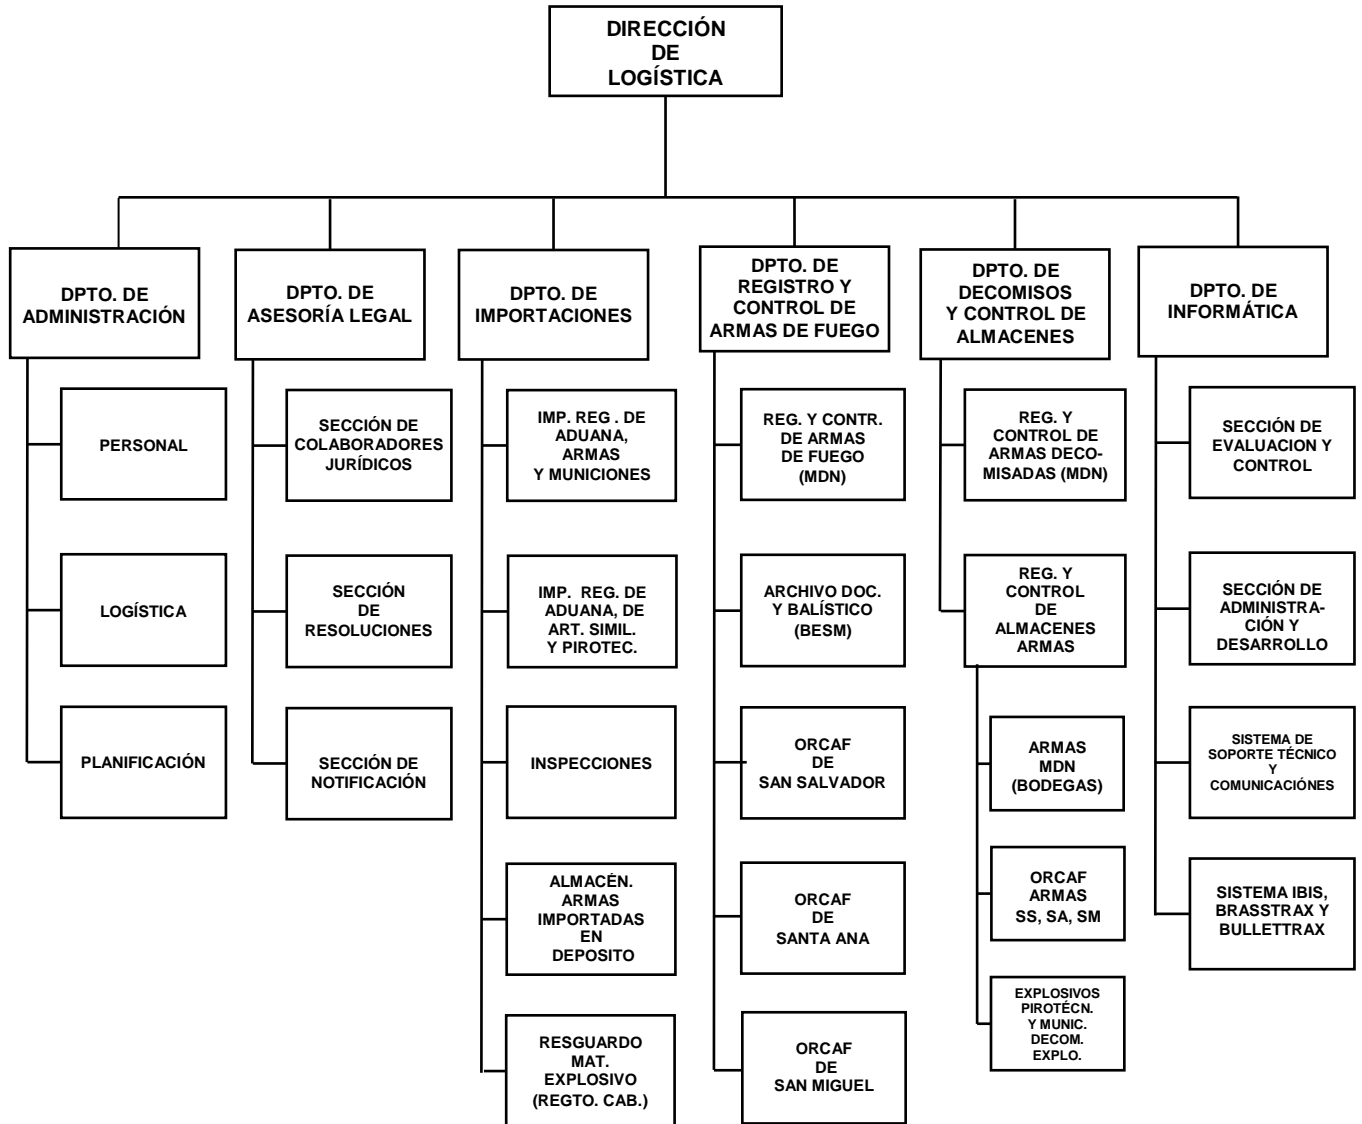 DIRECCIÓN
DE
LOGÍSTICA
DPTO. DE
ADMINISTRACIÓN
DPTO. DE
ASESORÍA LEGAL
DPTO. DE
IMPORTACIONES
DPTO. DE
REGISTRO Y
CONTROL DE
ARMAS DE FUEGO
DPTO. DE
DECOMISOS
Y CONTROL DE
ALMACENES
DPTO. DE
INFORMÁTICA
PERSONAL
LOGÍSTICA
PLANIFICACIÓN
SECCIÓN DE
COLABORADORES
JURÍDICOS
SECCIÓN
DE
RESOLUCIONES
SECCIÓN DE
NOTIFICACIÓN
IMP. REG . DE
ADUANA,
ARMAS
Y MUNICIONES
IMP. REG. DE
ADUANA, DE
ART. SIMIL.
Y PIROTEC.
INSPECCIONES
ALMACÉN.
ARMAS
IMPORTADAS
EN
DEPOSITO
RESGUARDO
MAT.
EXPLOSIVO
(REGTO. CAB.)
REG. Y CONTR.
DE ARMAS
DE FUEGO
(MDN)
ARCHIVO DOC.
Y BALÍSTICO
(BESM)
ORCAF
DE
SAN SALVADOR
ORCAF
DE
SANTA ANA
ORCAF
DE
SAN MIGUEL
REG. Y
CONTROL DE
ARMAS DECO-
MISADAS (MDN)
REG. Y
CONTROL
DE
ALMACENES
ARMAS
ARMAS
MDN
(BODEGAS)
ORCAF
ARMAS
SS, SA, SM
EXPLOSIVOS
PIROTÉCN.
Y MUNIC.
DECOM.
EXPLO.
SECCIÓN DE
EVALUACION Y
CONTROL
SECCIÓN DE
ADMINISTRA-
CIÓN Y
DESARROLLO
SISTEMA DE
SOPORTE TÉCNICO
Y
COMUNICACIÓNES
SISTEMA IBIS,
BRASSTRAX Y
BULLETTRAX